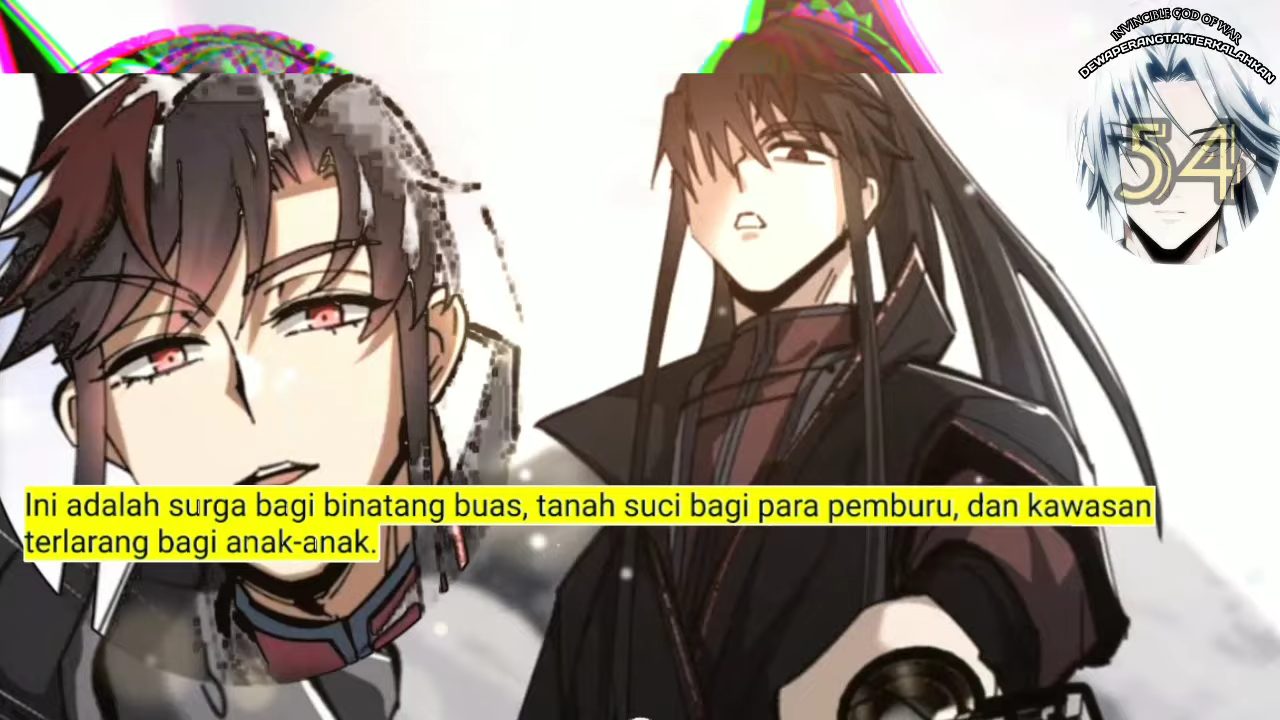 INVINCIBLE GOD OF WAR
DEWAPERANGTAKTERKALAHKAN
54
Ini adalah surga bagi binatang buas, tanah suci bagi para pemburu, dan kawasan
terlarang bagi anak-anak.